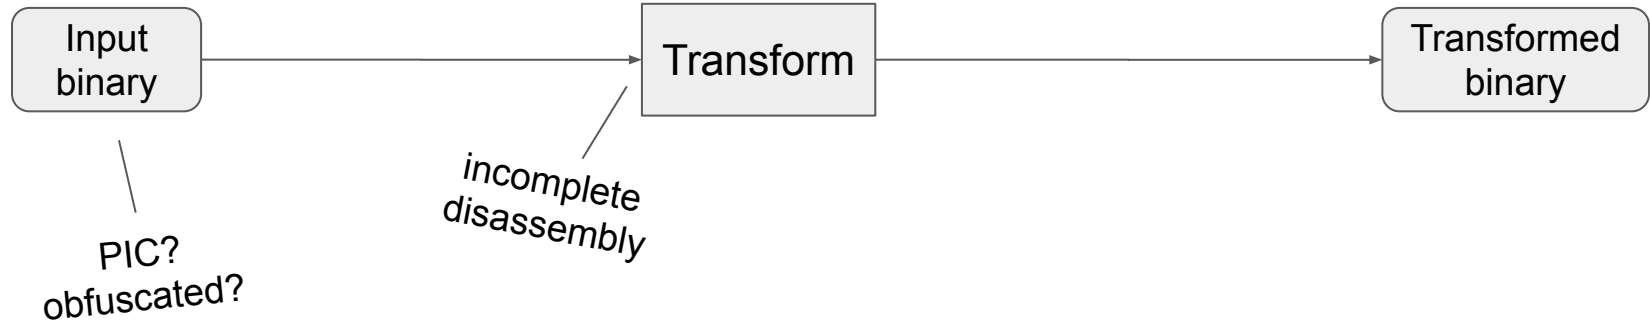 Input
binary
Transform
Transformed
binary
incomplete
disassembly
PIC?
obfuscated?